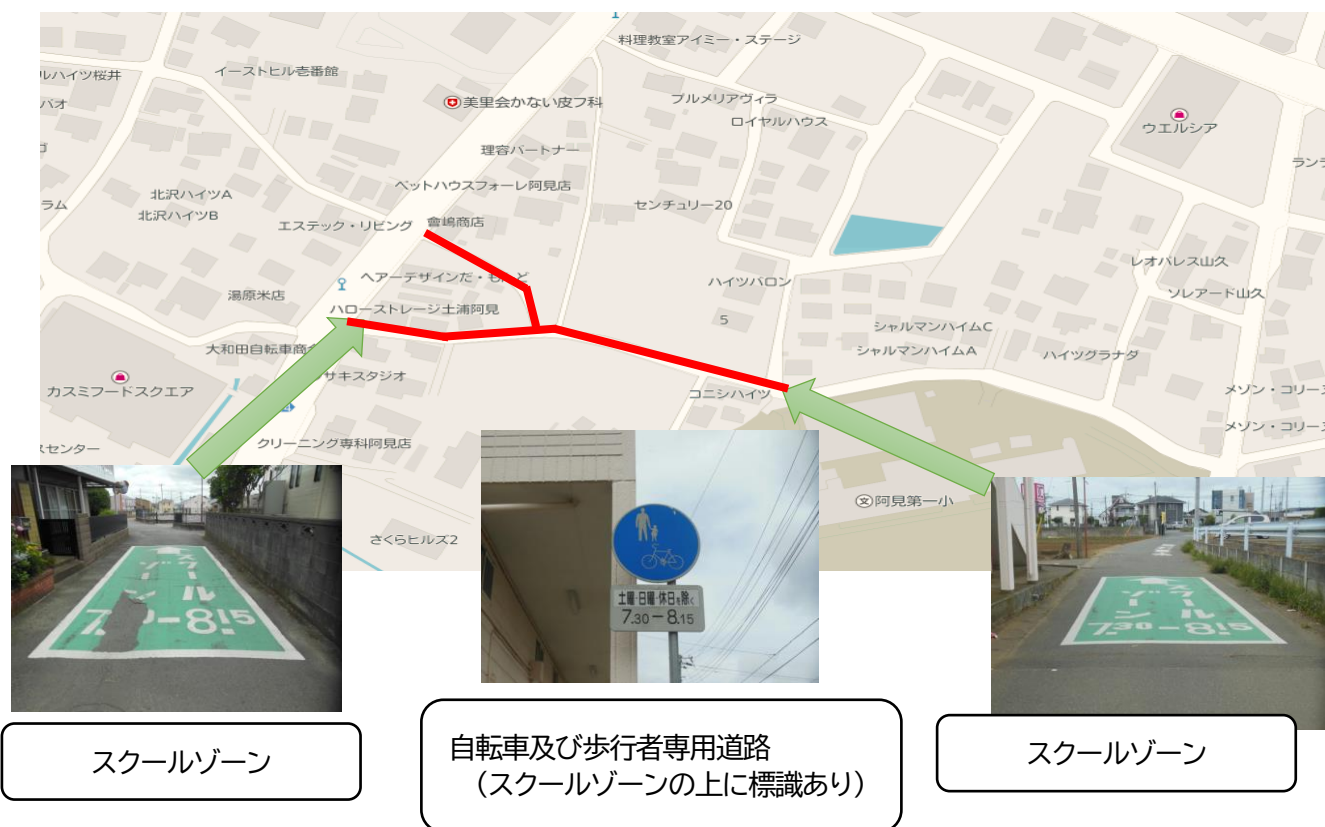 料理教室アイミー・ステージ
ルハイツ桜井
イーストヒル壱番館
美里会かない皮フ科
プルメリアヴィラ
ロイヤルハウス
ウエルシア
理容パートナー
ペットハウスフォーレ阿見店
北沢ハイツA
北沢ハイツB
センチュリー20
エステック・リビング
會嶋商店
レオパレス山久
ソレアード山久
ヘアーデザインだ・も
ど
ハイツバロン
湯原米店
ハローストレージ土浦阿見
5
シャルマンハイムC
シャルマンハイムA
ハイツグラナダ
大和田自転車商
サキスタジオ
カスミフードスクエア
コニシハイツ
メゾン・コリー
メゾン・コリー
スセンター
クリーニング専科阿見店
文
阿見第一小
さくらヒルズ2
スクール
ゾーン
7 0-815
土曜・日曜・休日を除く
7.30-8.15
スクール
ゾーン
730-815
スクールゾーン
自転車及び歩行者専用道路
（スクールゾーンの上に標識あり）
スクールゾーン